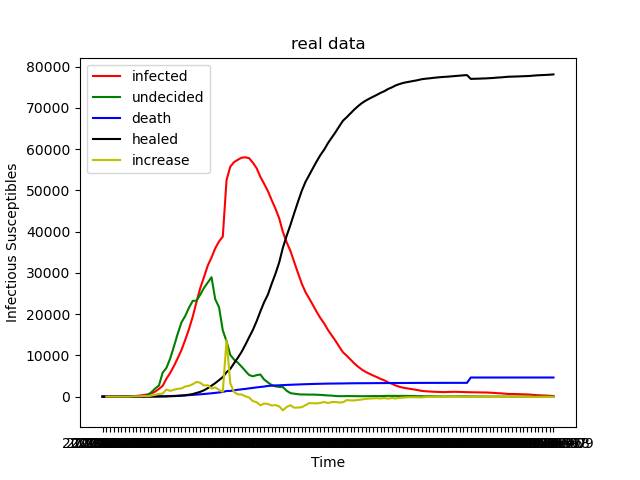 real data
80000
70000
60000
50000
40000
30000
20000
10000
0
infected
undecided
death
healed
increase
Infectious Susceptibles
Time